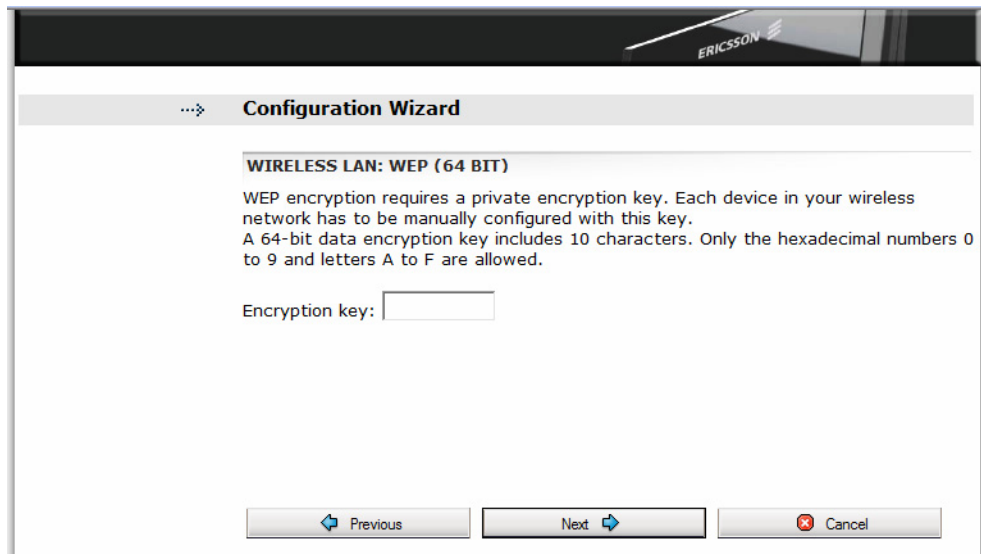 ERICSSON
Configuration Wizard
WIRELESS LAN: WEP (64 BIT)
WEP encryption requires a private encryption key. Each device in your wireless
network has to be manually configured with this key.
A 64-bit data encryption key includes 10 characters. Only the hexadecimal numbers 0
to 9 and letters A to F are allowed.
Encryption key:
Previous
Next
Cancel